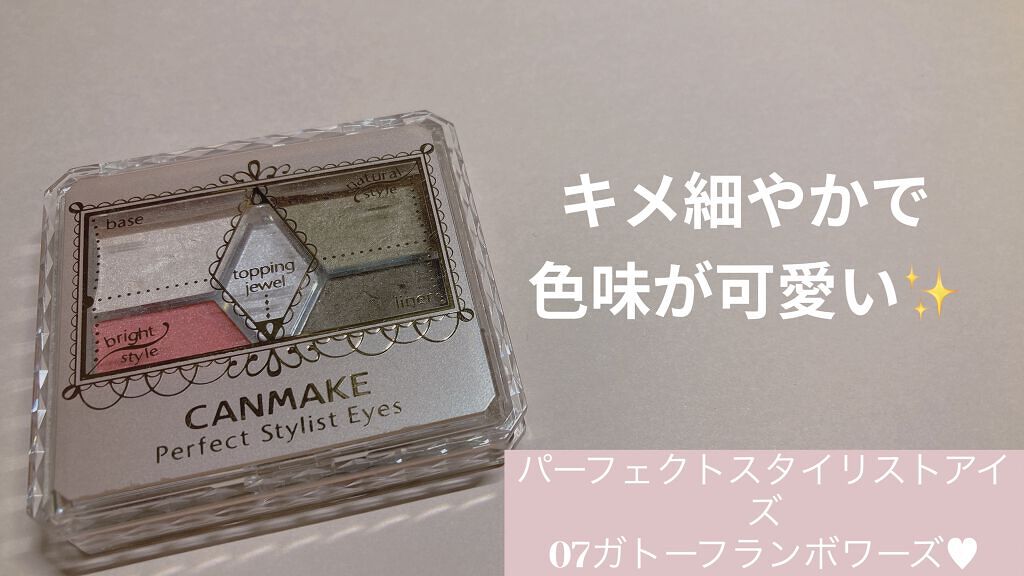 base
natural
style
topping
jewel
liner
bright
style
CANMAKE
Perfect Stylist Eyes
キメ細やかで
色味が可愛い✨
パーフェクトスタイリストアイ
ズ
07ガトーフランボワーズ♥